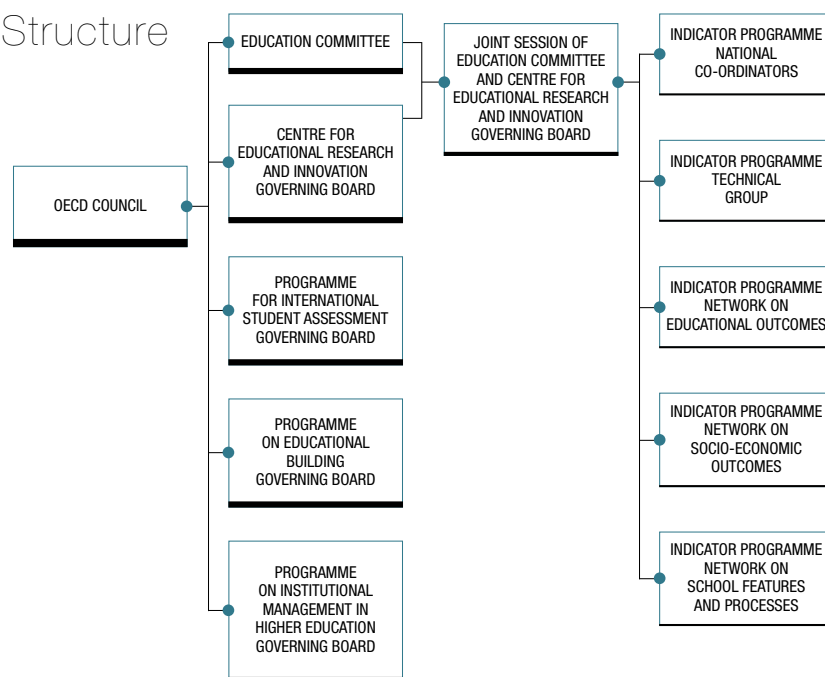 Structure
OECD COUNCIL
EDUCATION COMMITTEE
CENTRE FOR
EDUCATIONAL RESEARCH
AND INNOVATION
GOVERNING BOARD
PROGRAMME
FOR INTERNATIONAL
STUDENT ASSESSMENT
GOVERNING BOARD
PROGRAMME
ON EDUCATIONAL
BUILDING
GOVERNING BOARD
PROGRAMME
ON INSTITUTIONAL
MANAGEMENT IN
HIGHER EDUCATION
GOVERNING BOARD
JOINT SESSION OF
EDUCATION COMMITTEE
AND CENTRE FOR
EDUCATIONAL RESEARCH
AND INNOVATION
GOVERNING BOARD
INDICATOR PROGRAMME
NATIONAL
CO-ORDINATORS
INDICATOR PROGRAMME
TECHNICAL
GROUP
INDICATOR PROGRAMME
NETWORK ON
EDUCATIONAL OUTCOMES
INDICATOR PROGRAMME
NETWORK ON
SOCIO-ECONOMIC
OUTCOMES
INDICATOR PROGRAMME
NETWORK ON
SCHOOL FEATURES
AND PROCESSES